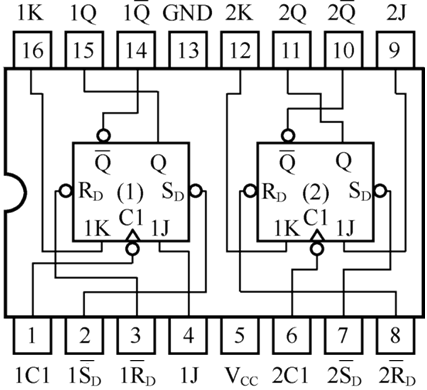 1K 1Q 1Q̅ GND 2K 2Q 2Q̅ 2J
16 15 14 13 12 11 10 9
Q̅ Q Q̅ Q
R_D (1) S_D R_D (2) S_D
C1 C1
1K 1J 1K 1J
1 2 3 4 5 6 7 8
1C1 1S̅_D 1R̅_D 1J V_CC 2C1 2S̅_D 2R̅_D